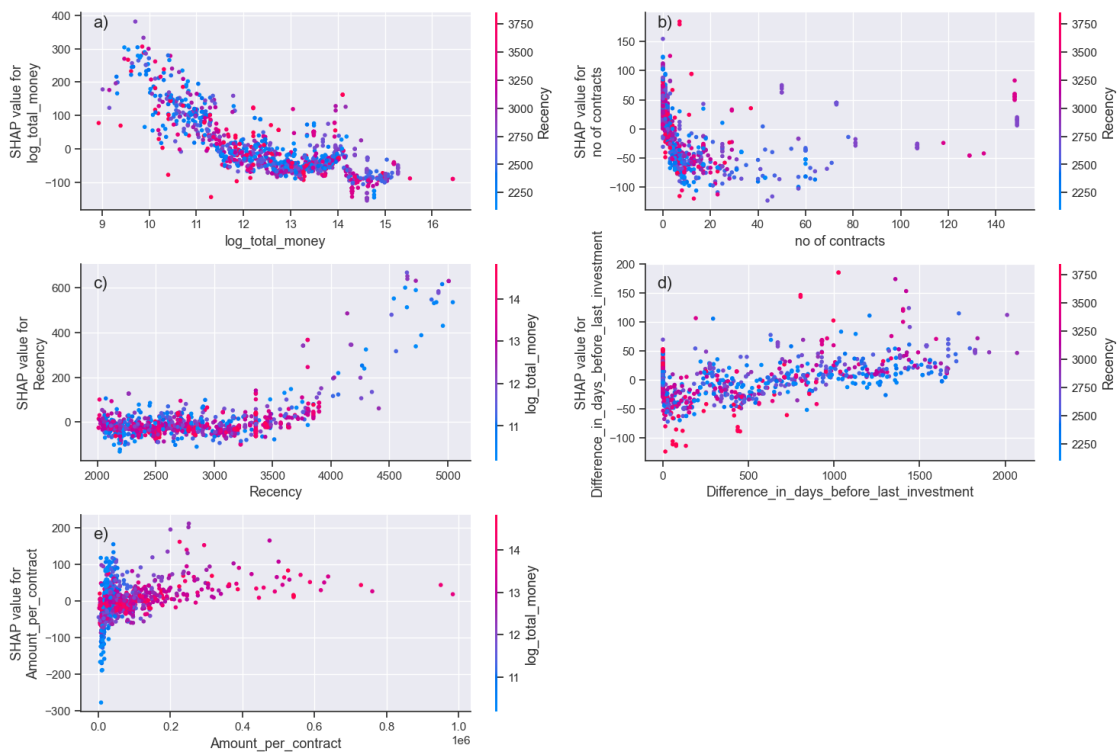 a)
SHAP value for
log_total_money
400
300
200
100
0
−100
9 10 11 12 13 14 15 16
log_total_money
3750
3500
3250
3000
2750
2500
2250
Recency
b)
SHAP value for
no of contracts
150
100
50
0
−50
−100
0 20 40 60 80 100 120 140
no of contracts
3750
3500
3250
3000
2750
2500
2250
Recency
c)
SHAP value for
Recency
600
400
200
0
2000 2500 3000 3500 4000 4500 5000
Recency
14
13
12
11
log_total_money
d)
SHAP value for
Difference_in_days_before_last_investment
200
150
100
50
0
−50
−100
0 500 1000 1500 2000
Difference_in_days_before_last_investment
3750
3500
3250
3000
2750
2500
2250
Recency
e)
SHAP value for
Amount_per_contract
200
100
0
−100
−200
−300
0.0 0.2 0.4 0.6 0.8 1.0
1e6
Amount_per_contract
14
13
12
11
log_total_money